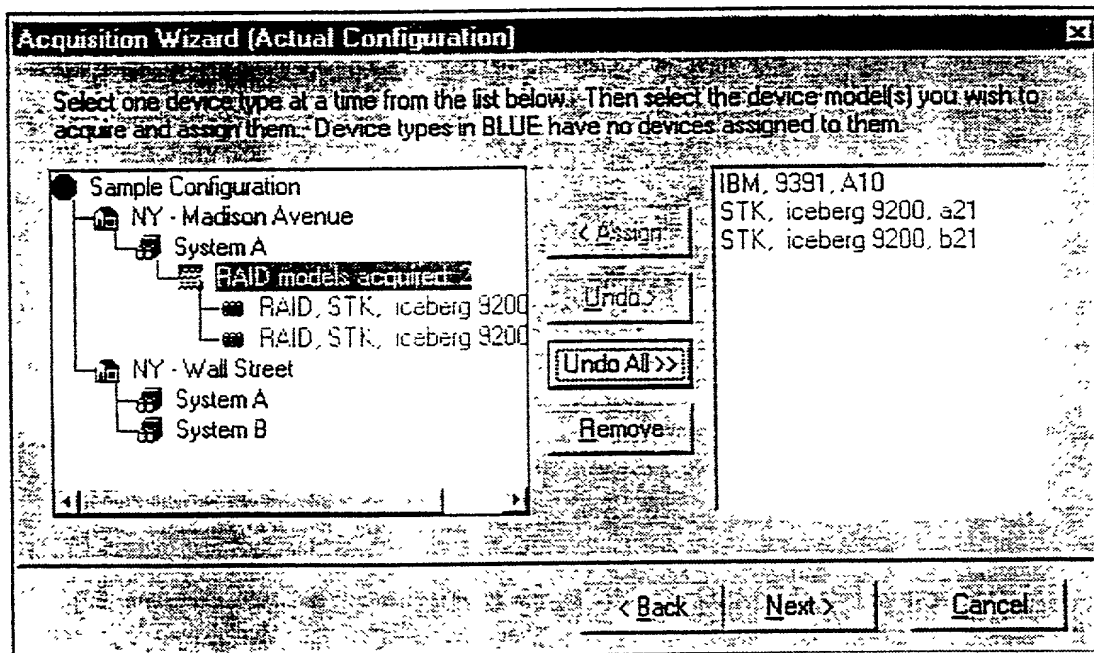 Acquisition Wizard (Actual Configuration)
Select one device type at a time from the list below. Then select the device model(s) you wish to
acquire and assign them. Device types in BLUE have no devices assigned to them.
Sample Configuration
NY - Madison Avenue
System A
RAID models acquired: 2
RAID, STK, iceberg 9200
RAID, STK, iceberg 9200
NY - Wall Street
System A
System B
< Assign
Undo >
Undo All >>
Remove
IBM, 9391, A10
STK, iceberg 9200, a21
STK, iceberg 9200, b21
< Back
Next >
Cancel